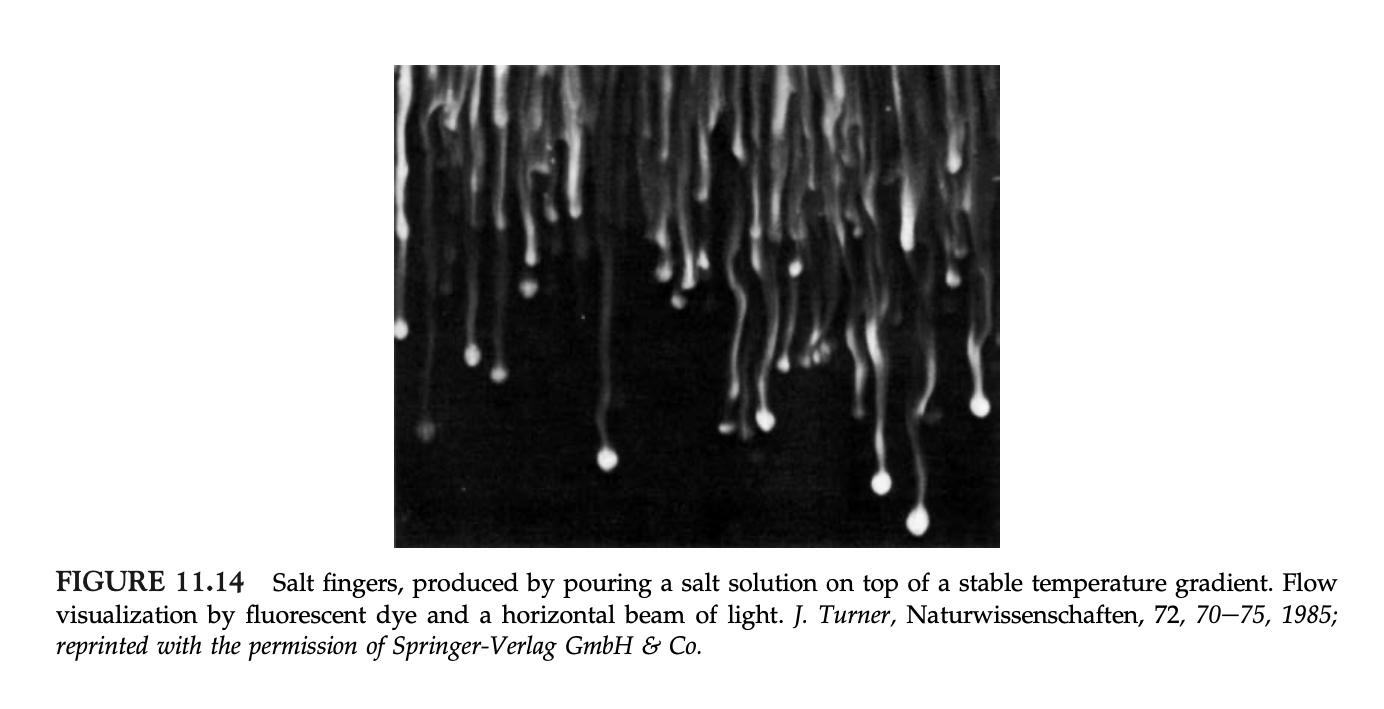 FIGURE 11.14 Salt fingers, produced by pouring a salt solution on top of a stable temperature gradient. Flow
visualization by fluorescent dye and a horizontal beam of light. J. Turner, Naturwissenschaften, 72, 70–75, 1985;
reprinted with the permission of Springer-Verlag GmbH & Co.